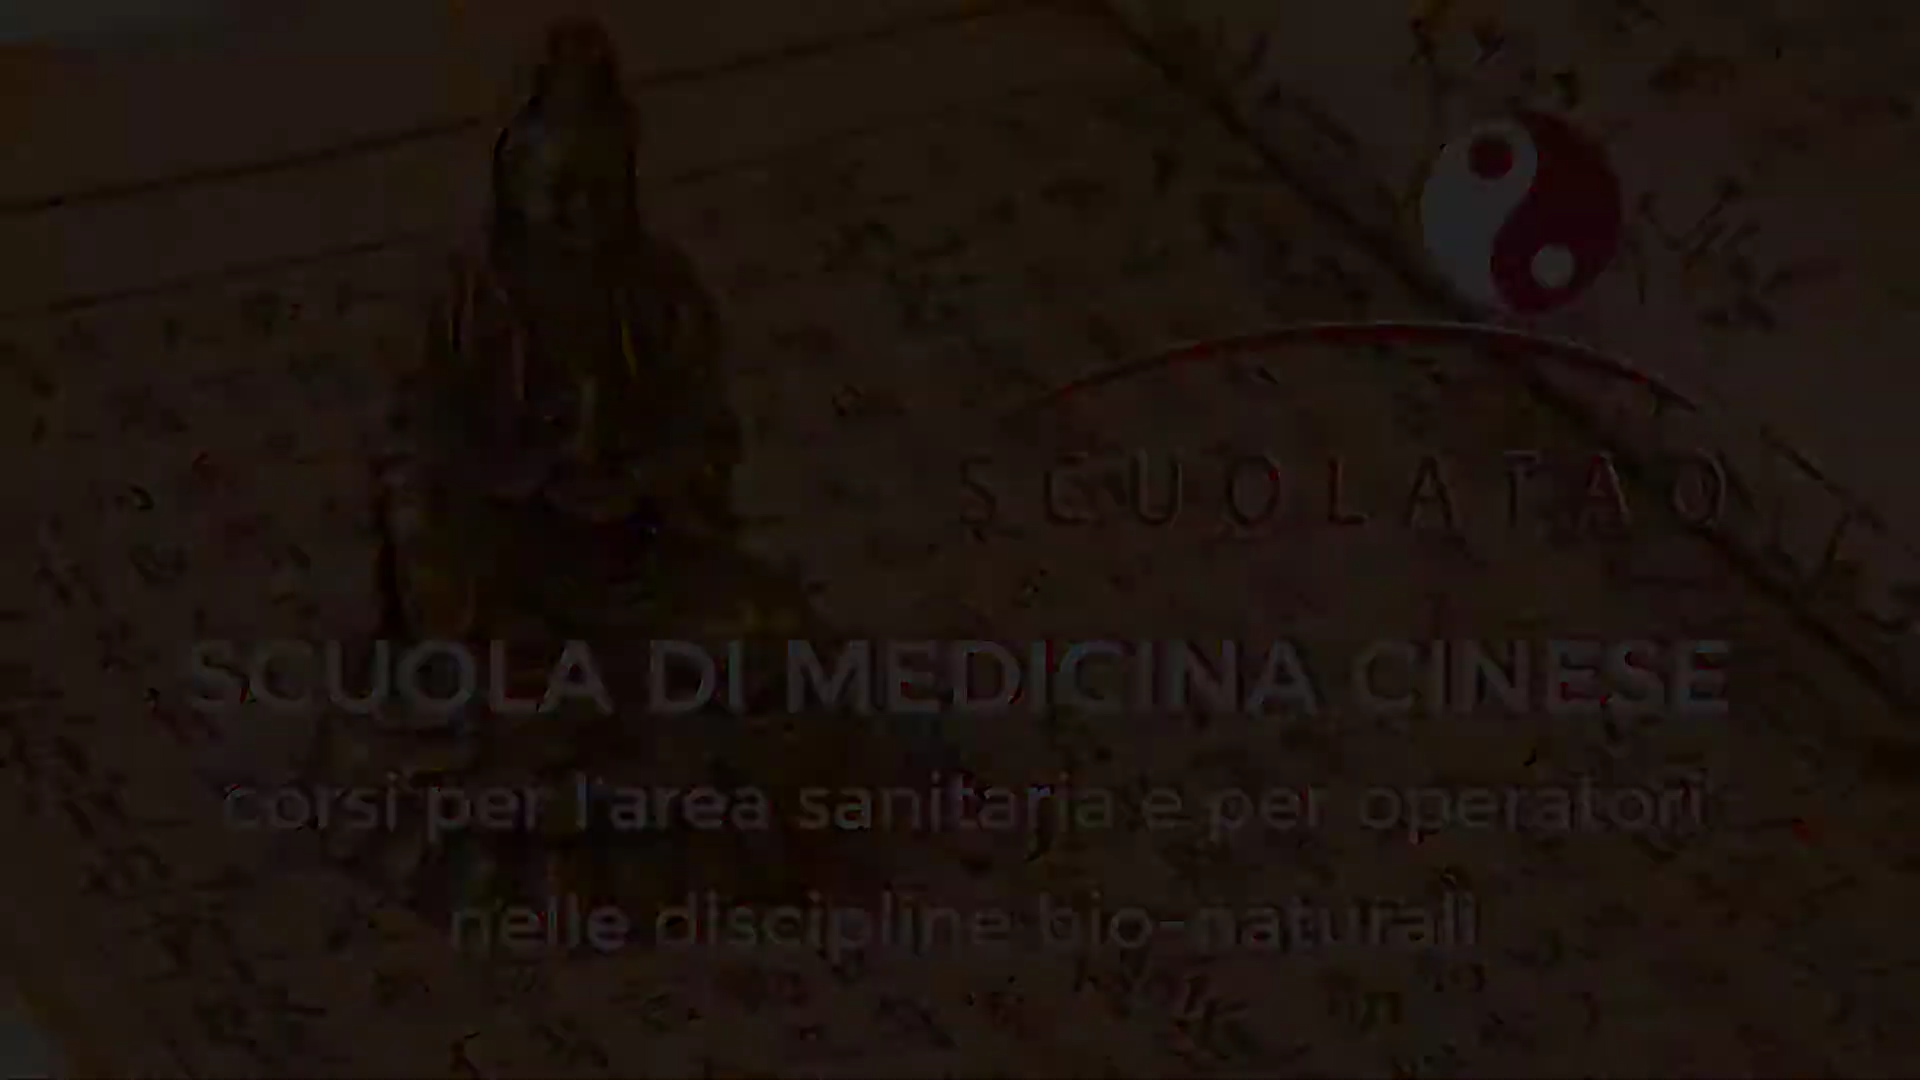 SCUOLATAO
SCUOLA DI MEDICINA CINESE
corsi per l'area sanitaria e per operatori
nelle discipline bio-naturali